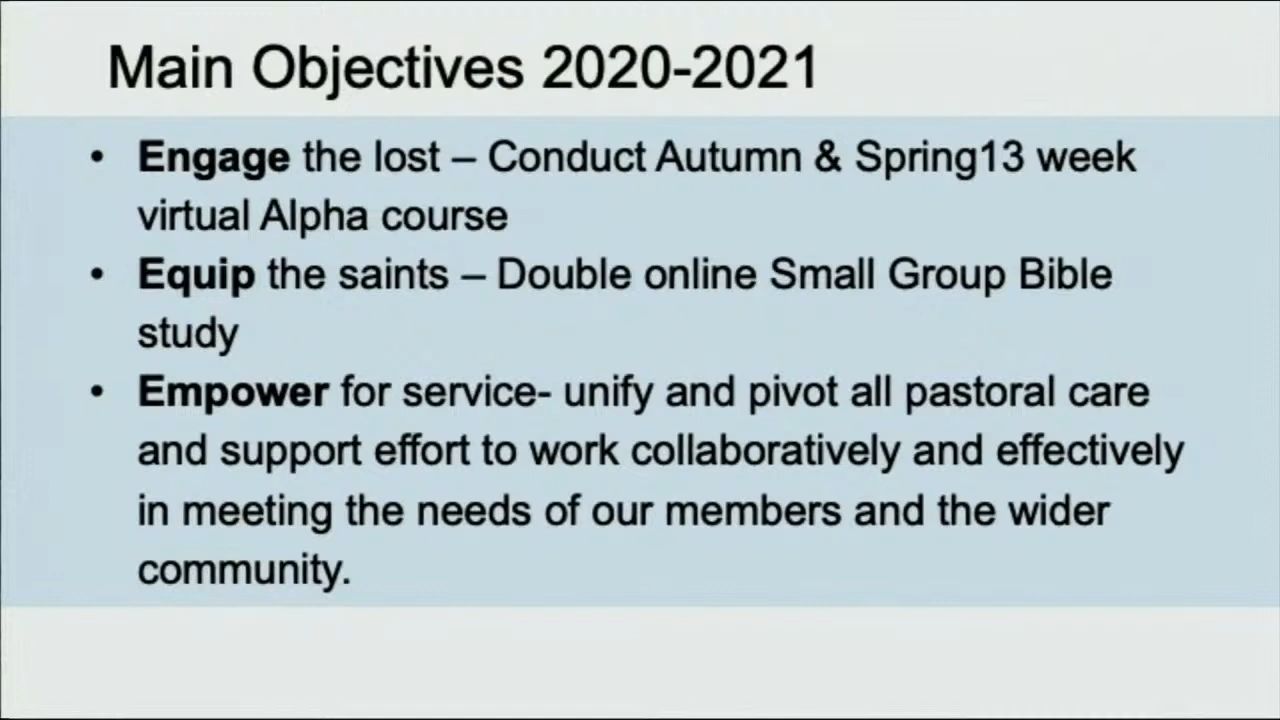 Main Objectives 2020-2021
• Engage the lost – Conduct Autumn & Spring13 week
virtual Alpha course
• Equip the saints – Double online Small Group Bible
study
• Empower for service- unify and pivot all pastoral care
and support effort to work collaboratively and effectively
in meeting the needs of our members and the wider
community.